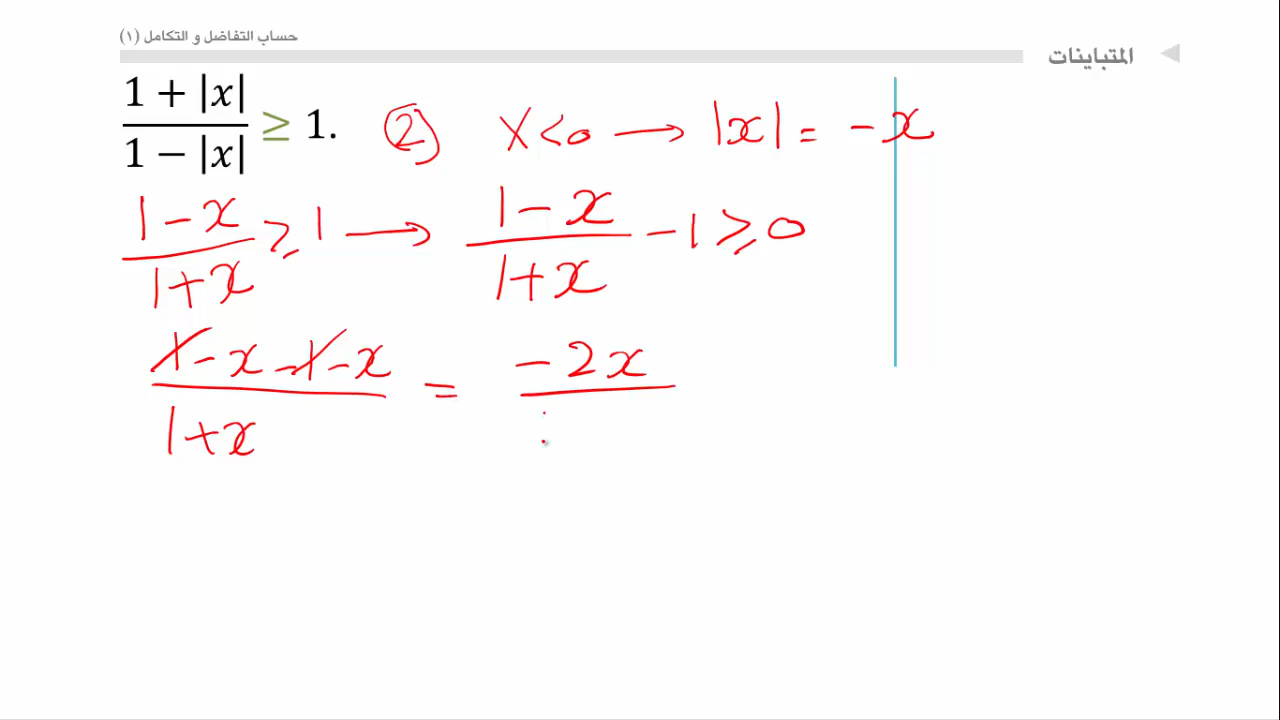 حساب التفاضل و التكامل (١)
المتباينات
(1 + |x|)/(1 − |x|) ≥ 1.
② x<0 → |x| = -x
(1-x)/(1+x) ≥ 1 → (1-x)/(1+x) -1 ≥ 0
(1-x-1-x)/(1+x) = -2x